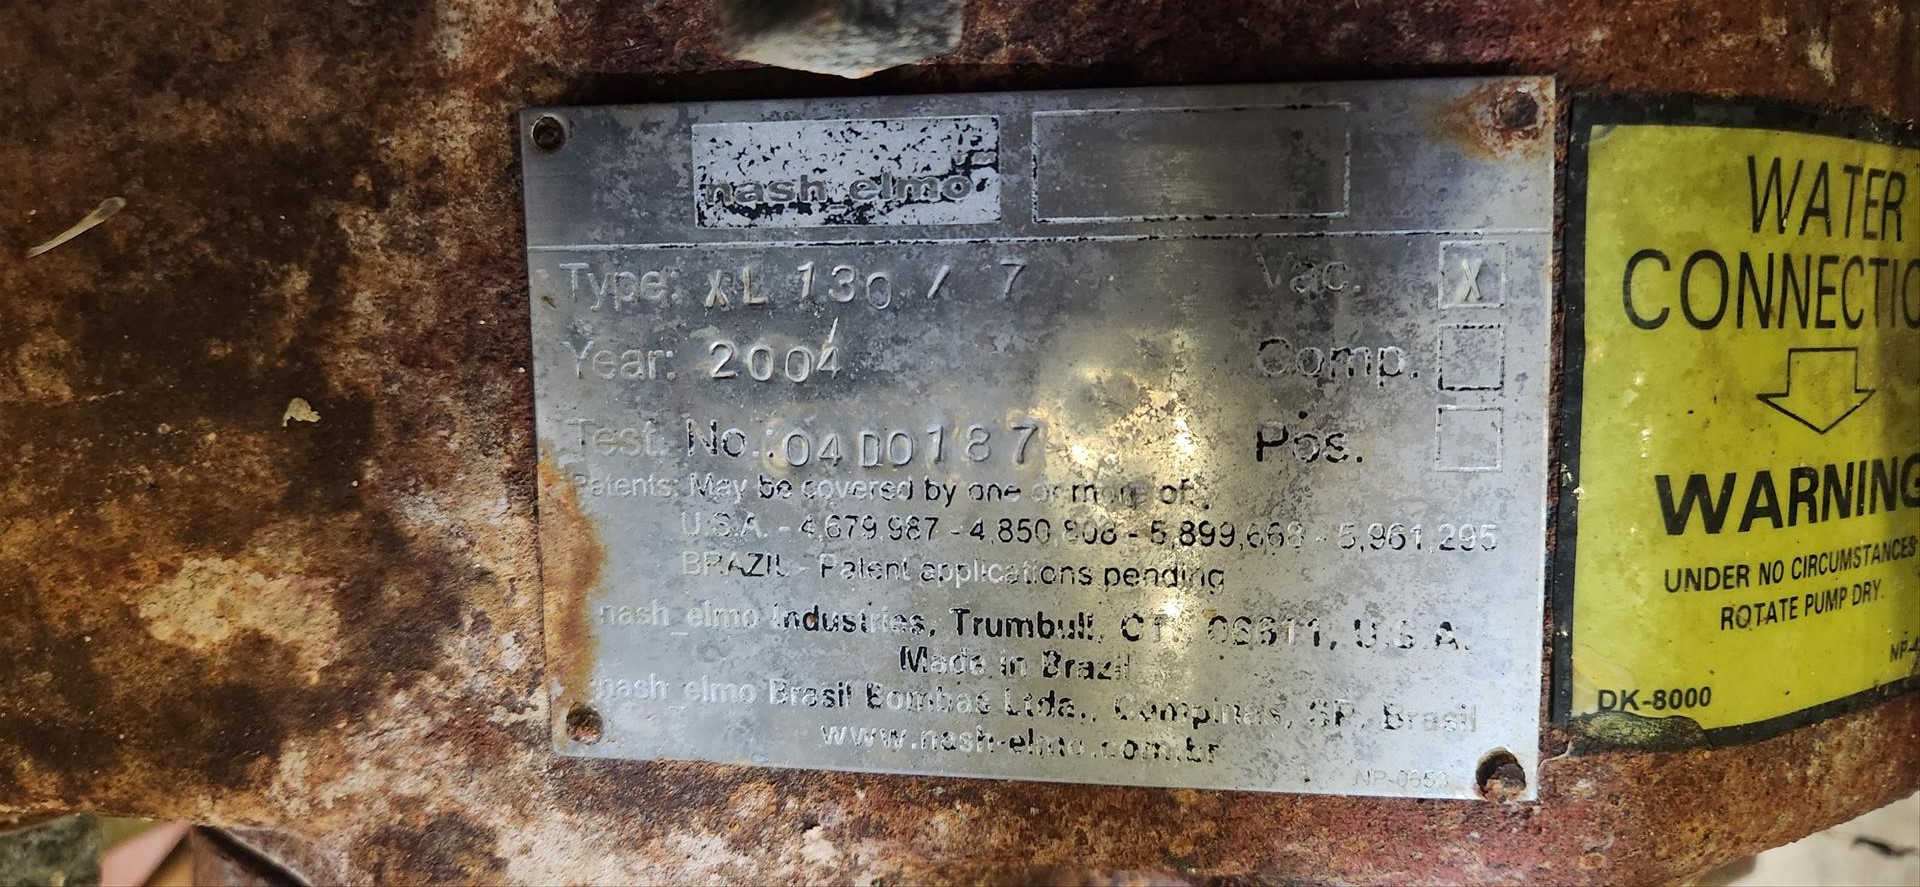 nash_elmo
Type: XL 130 / 7 Vac. X
Year: 2004 Comp.
Test No.: 04D0187 Pos.
Patents: May be covered by one or more of:
U.S.A. - 4,679,987 - 4,850,808 - 5,899,668 - 5,961,295
BRAZIL - Patent applications pending
nash_elmo Industries, Trumbull, CT. 06611, U.S.A.
Made in Brazil
nash_elmo Brasil Bombas Ltda., Campinas, SP, Brasil
www.nash-elmo.com.br
NP-0653
WATER
CONNECTIO
WARNING
UNDER NO CIRCUMSTANCES
ROTATE PUMP DRY.
NP-4
DK-8000